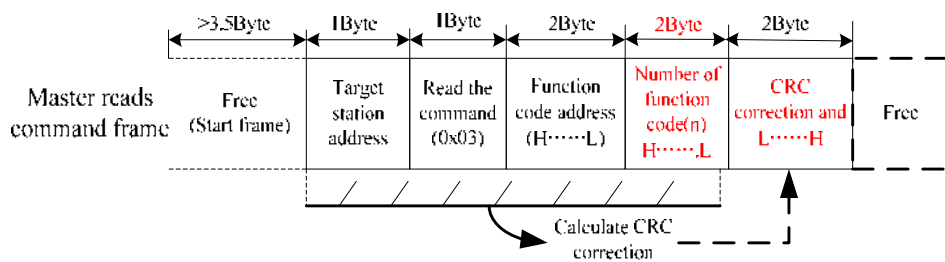 >3.5Byte
1Byte
1Byte
2Byte
2Byte
2Byte
Master reads
command frame
Free
(Start frame)
Target
station
address
Read the
command
(0x03)
Function
code address
(H······L)
Number of
function
code(n)
H······L
CRC
correction and
L······H
Free
Calculate CRC
correction